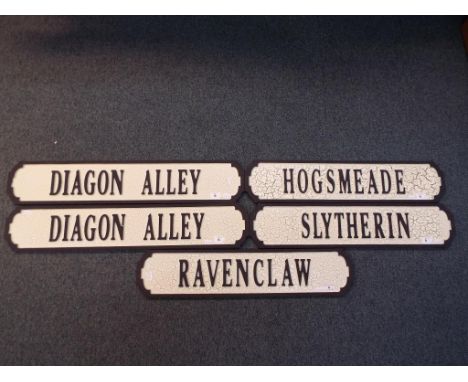 DIAGON ALLEY
HOGSMEADE
DIAGON ALLEY
SLYTHERIN
RAVENCLAW